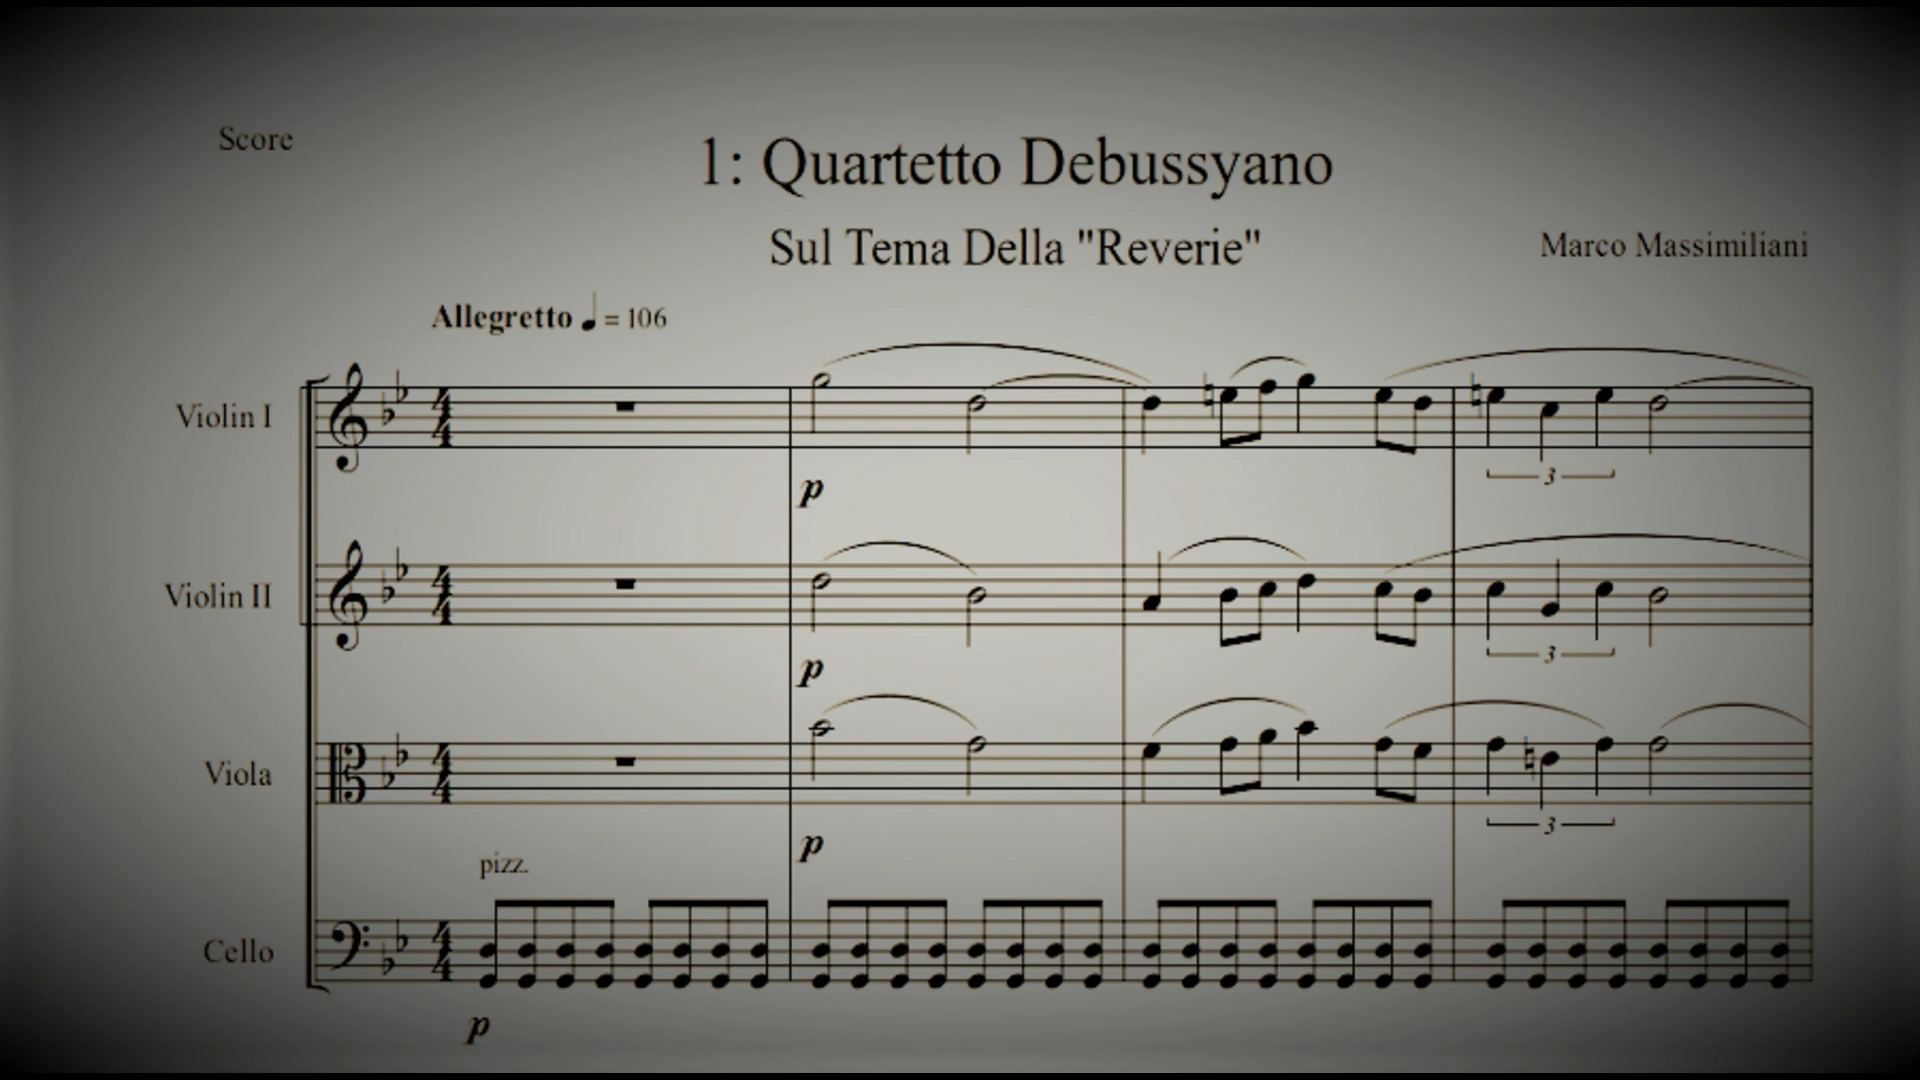 Score
1: Quartetto Debussyano
Sul Tema Della "Reverie"
Marco Massimiliani
Allegretto ♩ = 106
Violin I
p
3
Violin II
p
3
Viola
p
3
pizz.
Cello
p